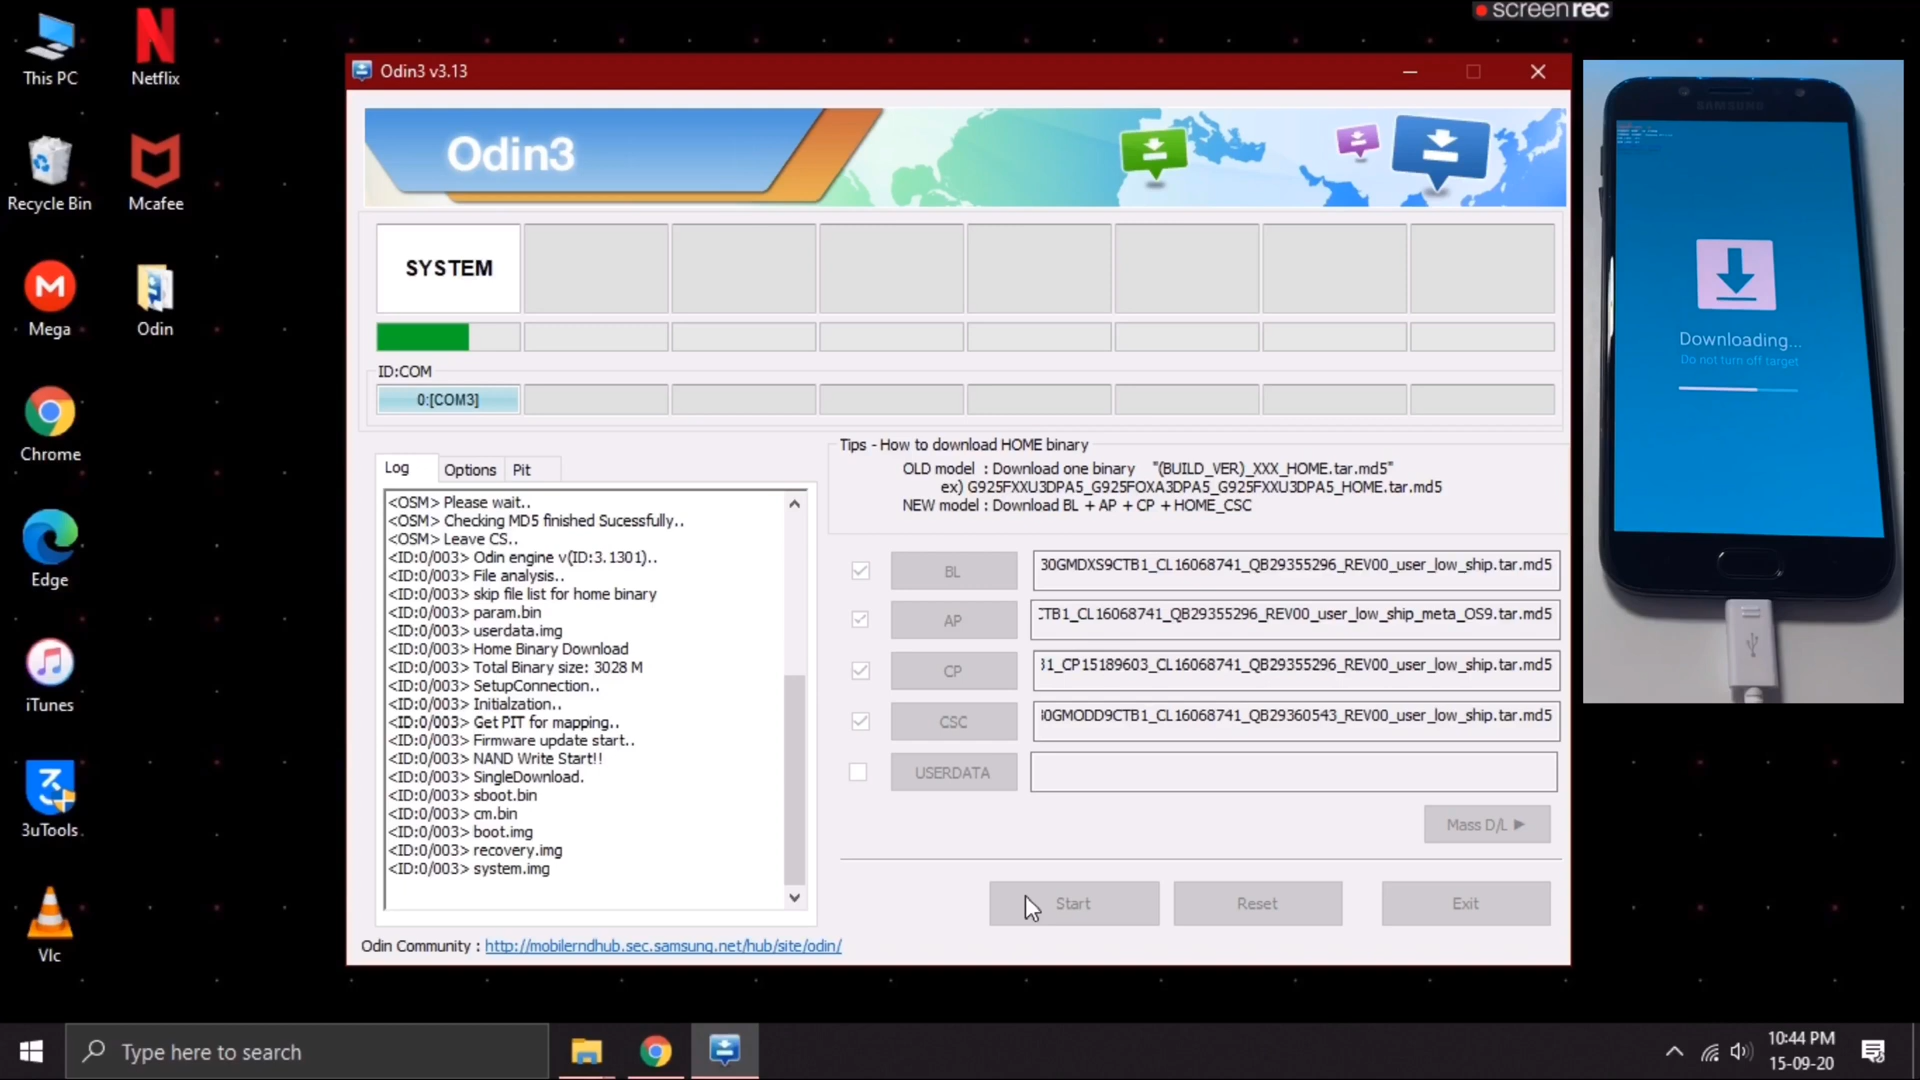 screenrec
This PC
Netflix
Recycle Bin
Mcafee
Mega
Odin
Chrome
Edge
iTunes
3uTools
Vlc
Odin3 v3.13
Odin3
SYSTEM
ID:COM
0:[COM3]
Log
Options
Pit
<OSM> Please wait..
<OSM> Checking MD5 finished Sucessfully..
<OSM> Leave CS..
<ID:0/003> Odin engine v(ID:3.1301)..
<ID:0/003> File analysis..
<ID:0/003> skip file list for home binary
<ID:0/003> param.bin
<ID:0/003> userdata.img
<ID:0/003> Home Binary Download
<ID:0/003> Total Binary size: 3028 M
<ID:0/003> SetupConnection..
<ID:0/003> Initialzation..
<ID:0/003> Get PIT for mapping..
<ID:0/003> Firmware update start..
<ID:0/003> NAND Write Start!!
<ID:0/003> SingleDownload.
<ID:0/003> sboot.bin
<ID:0/003> cm.bin
<ID:0/003> boot.img
<ID:0/003> recovery.img
<ID:0/003> system.img
Tips - How to download HOME binary
OLD model : Download one binary "(BUILD_VER)_XXX_HOME.tar.md5"
ex) G925FXXU3DPA5_G925FOXA3DPA5_G925FXXU3DPA5_HOME.tar.md5
NEW model : Download BL + AP + CP + HOME_CSC
BL
30GMDXS9CTB1_CL16068741_QB29355296_REV00_user_low_ship.tar.md5
AP
CTB1_CL16068741_QB29355296_REV00_user_low_ship_meta_OS9.tar.md5
CP
31_CP15189603_CL16068741_QB29355296_REV00_user_low_ship.tar.md5
CSC
30GMODD9CTB1_CL16068741_QB29360543_REV00_user_low_ship.tar.md5
USERDATA
Mass D/L ►
Start
Reset
Exit
Odin Community : http://mobilerndhub.sec.samsung.net/hub/site/odin/
SAMSUNG
Downloading...
Do not turn off target
Type here to search
10:44 PM
15-09-20